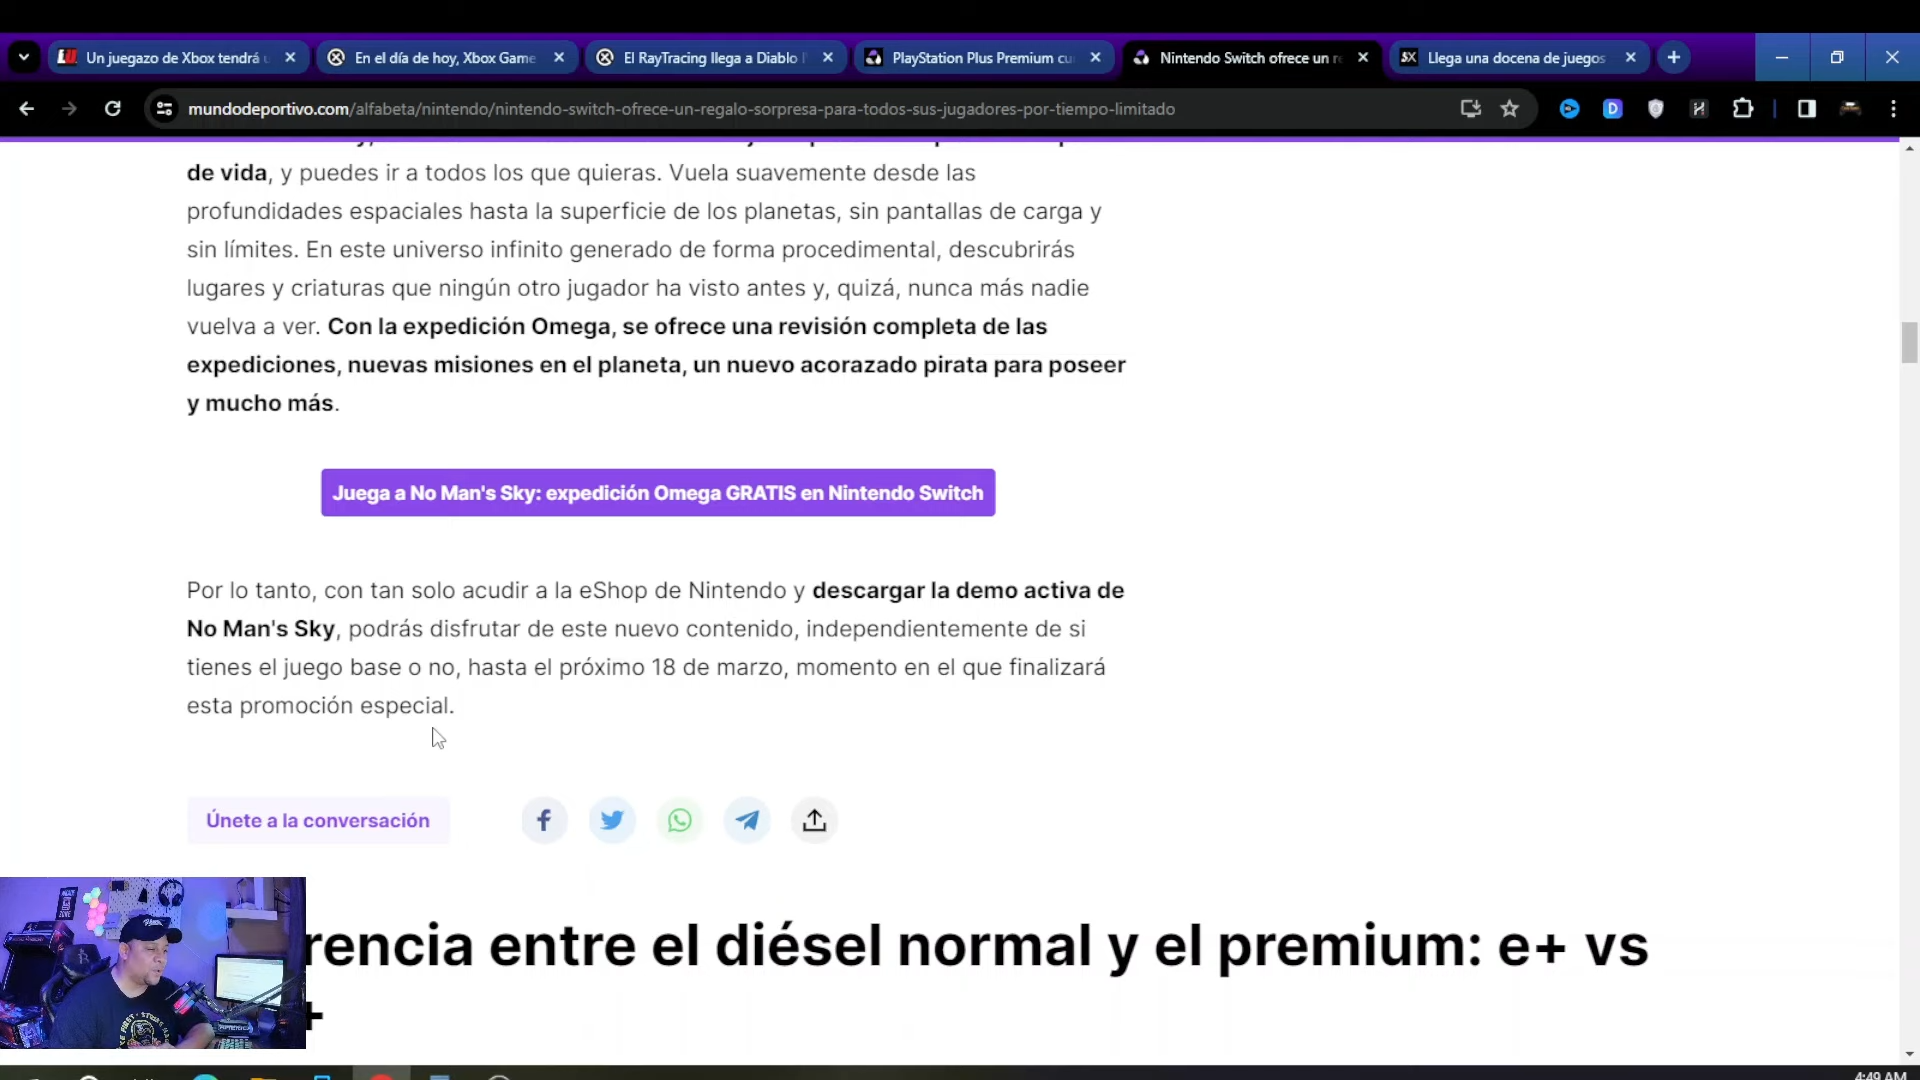 Un juegazo de Xbox tendrá
En el día de hoy, Xbox Game
El RayTracing llega a Diablo
PlayStation Plus Premium cu
Nintendo Switch ofrece un re
Llega una docena de juegos
mundodeportivo.com/alfabeta/nintendo/nintendo-switch-ofrece-un-regalo-sorpresa-para-todos-sus-jugadores-por-tiempo-limitado
de vida, y puedes ir a todos los que quieras. Vuela suavemente desde las
profundidades espaciales hasta la superficie de los planetas, sin pantallas de carga y
sin límites. En este universo infinito generado de forma procedimental, descubrirás
lugares y criaturas que ningún otro jugador ha visto antes y, quizá, nunca más nadie
vuelva a ver. Con la expedición Omega, se ofrece una revisión completa de las
expediciones, nuevas misiones en el planeta, un nuevo acorazado pirata para poseer
y mucho más.
Juega a No Man's Sky: expedición Omega GRATIS en Nintendo Switch
Por lo tanto, con tan solo acudir a la eShop de Nintendo y descargar la demo activa de
No Man's Sky, podrás disfrutar de este nuevo contenido, independientemente de si
tienes el juego base o no, hasta el próximo 18 de marzo, momento en el que finalizará
esta promoción especial.
Únete a la conversación
rencia entre el diésel normal y el premium: e+ vs
+
4:49 AM